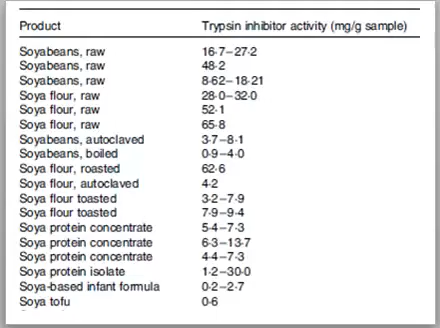 Product Trypsin inhibitor activity (mg/g sample)
Soyabeans, raw 16·7–27·2
Soyabeans, raw 48·2
Soyabeans, raw 8·62–18·21
Soya flour, raw 28·0–32·0
Soya flour, raw 52·1
Soya flour, raw 65·8
Soyabeans, autoclaved 3·7–8·1
Soyabeans, boiled 0·9–4·0
Soya flour, roasted 62·6
Soya flour, autoclaved 4·2
Soya flour toasted 3·2–7·9
Soya flour toasted 7·9–9·4
Soya protein concentrate 5·4–7·3
Soya protein concentrate 6·3–13·7
Soya protein concentrate 4·4–7·3
Soya protein isolate 1·2–30·0
Soya-based infant formula 0·2–2·7
Soya tofu 0·6